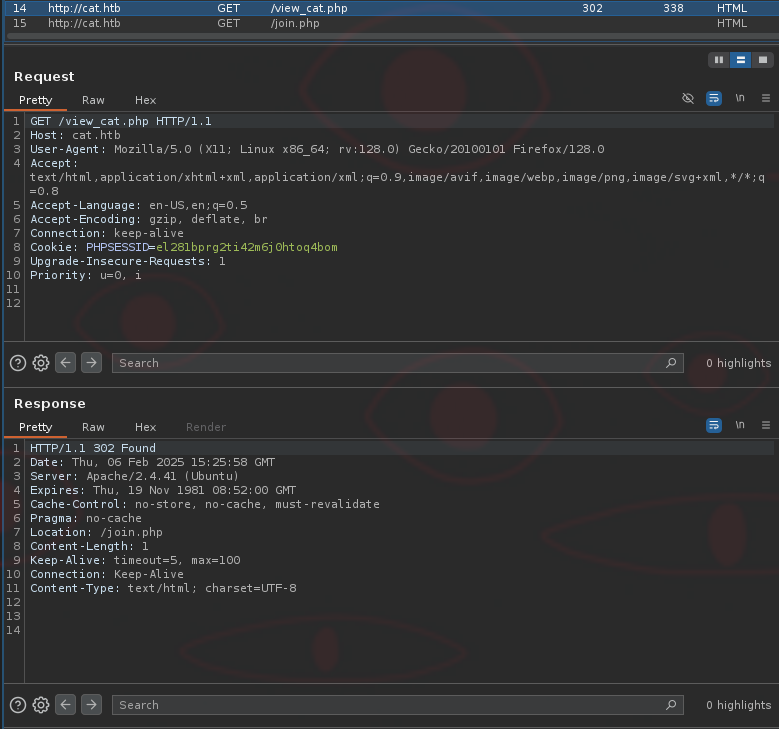 14 http://cat.htb GET /view_cat.php 302 338 HTML
15 http://cat.htb GET /join.php HTML
Request
Pretty Raw Hex \n
1 GET /view_cat.php HTTP/1.1
2 Host: cat.htb
3 User-Agent: Mozilla/5.0 (X11; Linux x86_64; rv:128.0) Gecko/20100101 Firefox/128.0
4 Accept:
text/html,application/xhtml+xml,application/xml;q=0.9,image/avif,image/webp,image/png,image/svg+xml,*/*;q
=0.8
5 Accept-Language: en-US,en;q=0.5
6 Accept-Encoding: gzip, deflate, br
7 Connection: keep-alive
8 Cookie: PHPSESSID=el281bprg2ti42m6j0htoq4bom
9 Upgrade-Insecure-Requests: 1
10 Priority: u=0, i
11
12
Search 0 highlights
Response
Pretty Raw Hex Render \n
1 HTTP/1.1 302 Found
2 Date: Thu, 06 Feb 2025 15:25:58 GMT
3 Server: Apache/2.4.41 (Ubuntu)
4 Expires: Thu, 19 Nov 1981 08:52:00 GMT
5 Cache-Control: no-store, no-cache, must-revalidate
6 Pragma: no-cache
7 Location: /join.php
8 Content-Length: 1
9 Keep-Alive: timeout=5, max=100
10 Connection: Keep-Alive
11 Content-Type: text/html; charset=UTF-8
12
13
14
Search 0 highlights